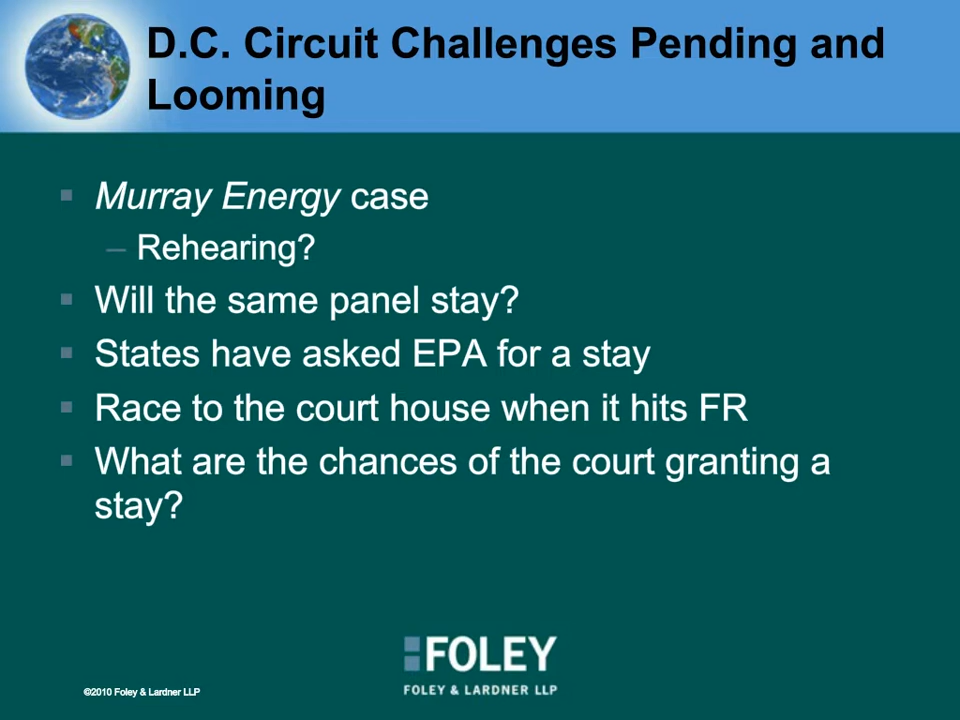 D.C. Circuit Challenges Pending and
Looming
Murray Energy case
– Rehearing?
Will the same panel stay?
States have asked EPA for a stay
Race to the court house when it hits FR
What are the chances of the court granting a
stay?
FOLEY
FOLEY & LARDNER LLP
©2010 Foley & Lardner LLP